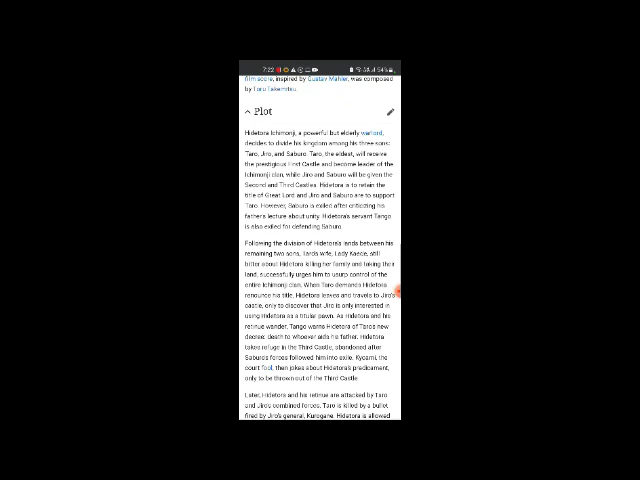 7:22 54%
film score, inspired by Gustav Mahler, was composed
by Toru Takemitsu.
Plot
Hidetora Ichimonji, a powerful but elderly warlord,
decides to divide his kingdom among his three sons:
Taro, Jiro, and Saburo. Taro, the eldest, will receive
the prestigious First Castle and become leader of the
Ichimonji clan, while Jiro and Saburo will be given the
Second and Third Castles. Hidetora is to retain the
title of Great Lord and Jiro and Saburo are to support
Taro. However, Saburo is exiled after criticizing his
father's lecture about unity. Hidetora's servant Tango
is also exiled for defending Saburo.
Following the division of Hidetora's lands between his
remaining two sons, Taro's wife, Lady Kaede, still
bitter about Hidetora killing her family and taking their
land, successfully urges him to usurp control of the
entire Ichimonji clan. When Taro demands Hidetora
renounce his title, Hidetora leaves and travels to Jiro's
castle, only to discover that Jiro is only interested in
using Hidetora as a titular pawn. As Hidetora and his
retinue wander, Tango warns Hidetora of Taro's new
decree: death to whoever aids his father. Hidetora
takes refuge in the Third Castle, abandoned after
Saburo's forces followed him into exile. Kyoami, the
court fool, then jokes about Hidetora's predicament,
only to be thrown out of the Third Castle
Later, Hidetora and his retinue are attacked by Taro
and Jiro's combined forces. Taro is killed by a bullet
fired by Jiro's general, Kurogane. Hidetora is allowed